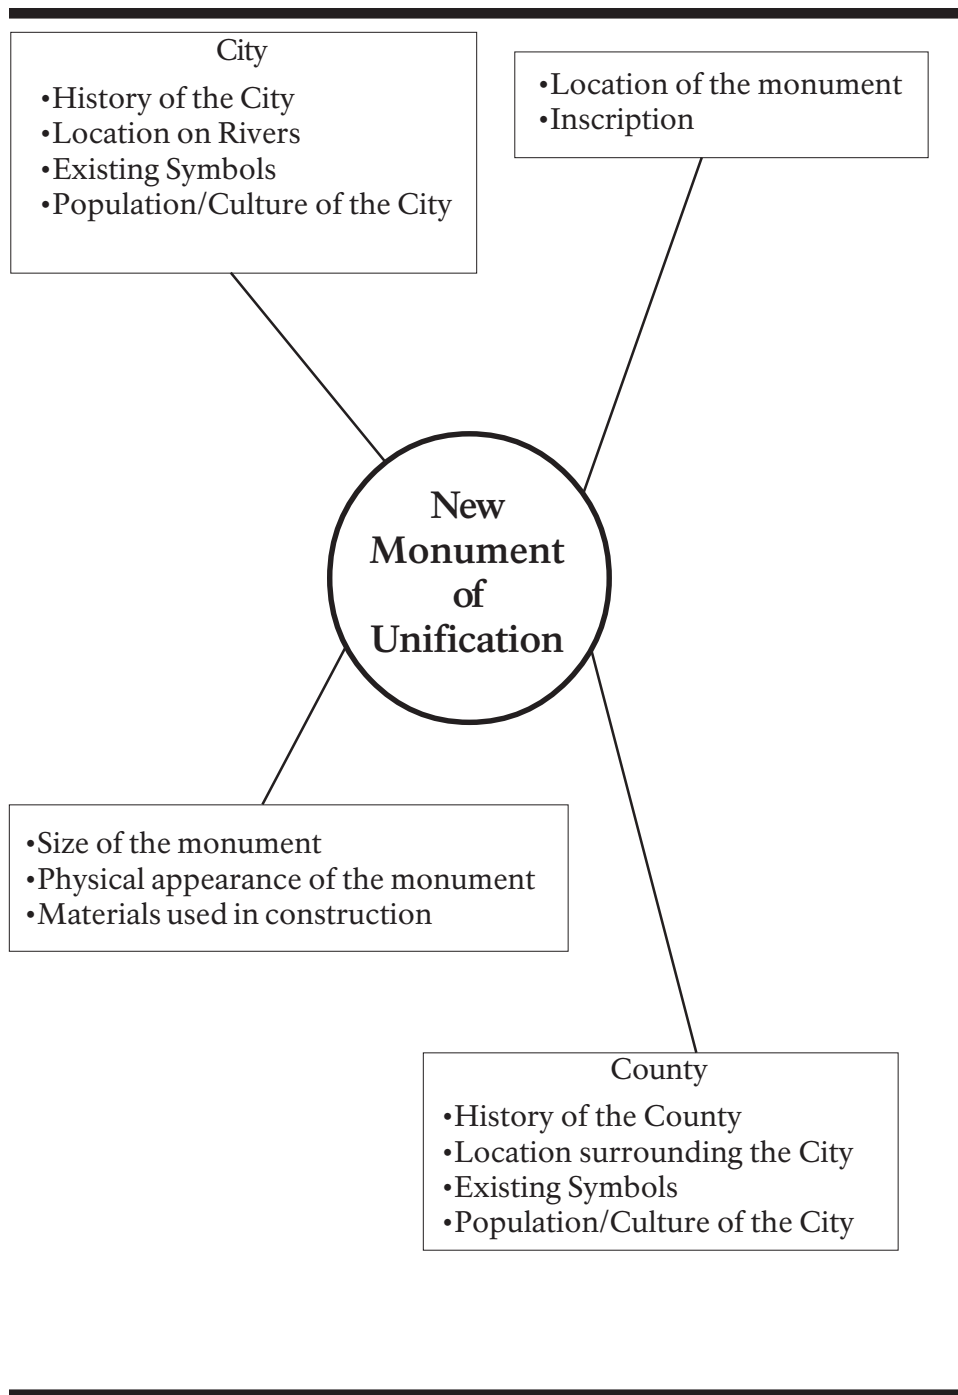 City
•History of the City
•Location on Rivers
•Existing Symbols
•Population/Culture of the City
•Location of the monument
•Inscription
New
Monument
of
Unification
•Size of the monument
•Physical appearance of the monument
•Materials used in construction
County
•History of the County
•Location surrounding the City
•Existing Symbols
•Population/Culture of the City